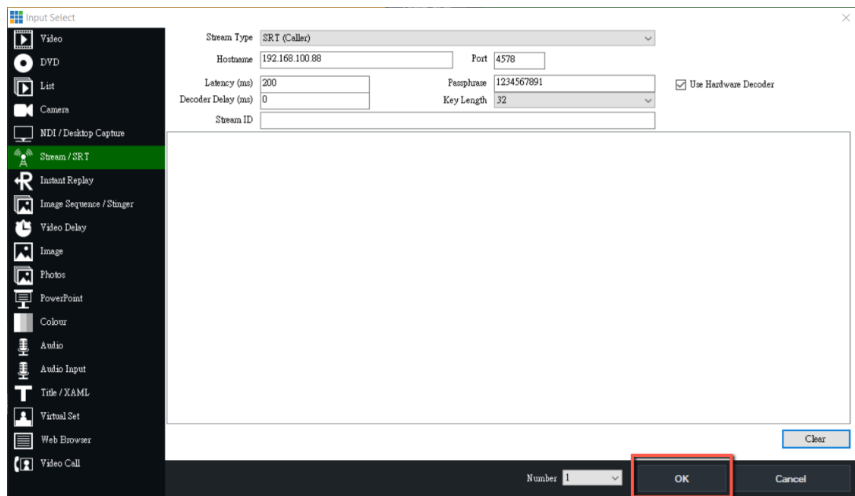 Input Select
Video
DVD
List
Camera
NDI / Desktop Capture
Stream / SRT
Instant Replay
Image Sequence / Stinger
Video Delay
Image
Photos
PowerPoint
Colour
Audio
Audio Input
Title / XAML
Virtual Set
Web Browser
Video Call
Stream Type SRT (Caller)
Hostname 192.168.100.88 Port 4578
Latency (ms) 200 Passphrase 1234567891 Use Hardware Decoder
Decoder Delay (ms) 0 Key Length 32
Stream ID
Clear
Number 1 OK Cancel